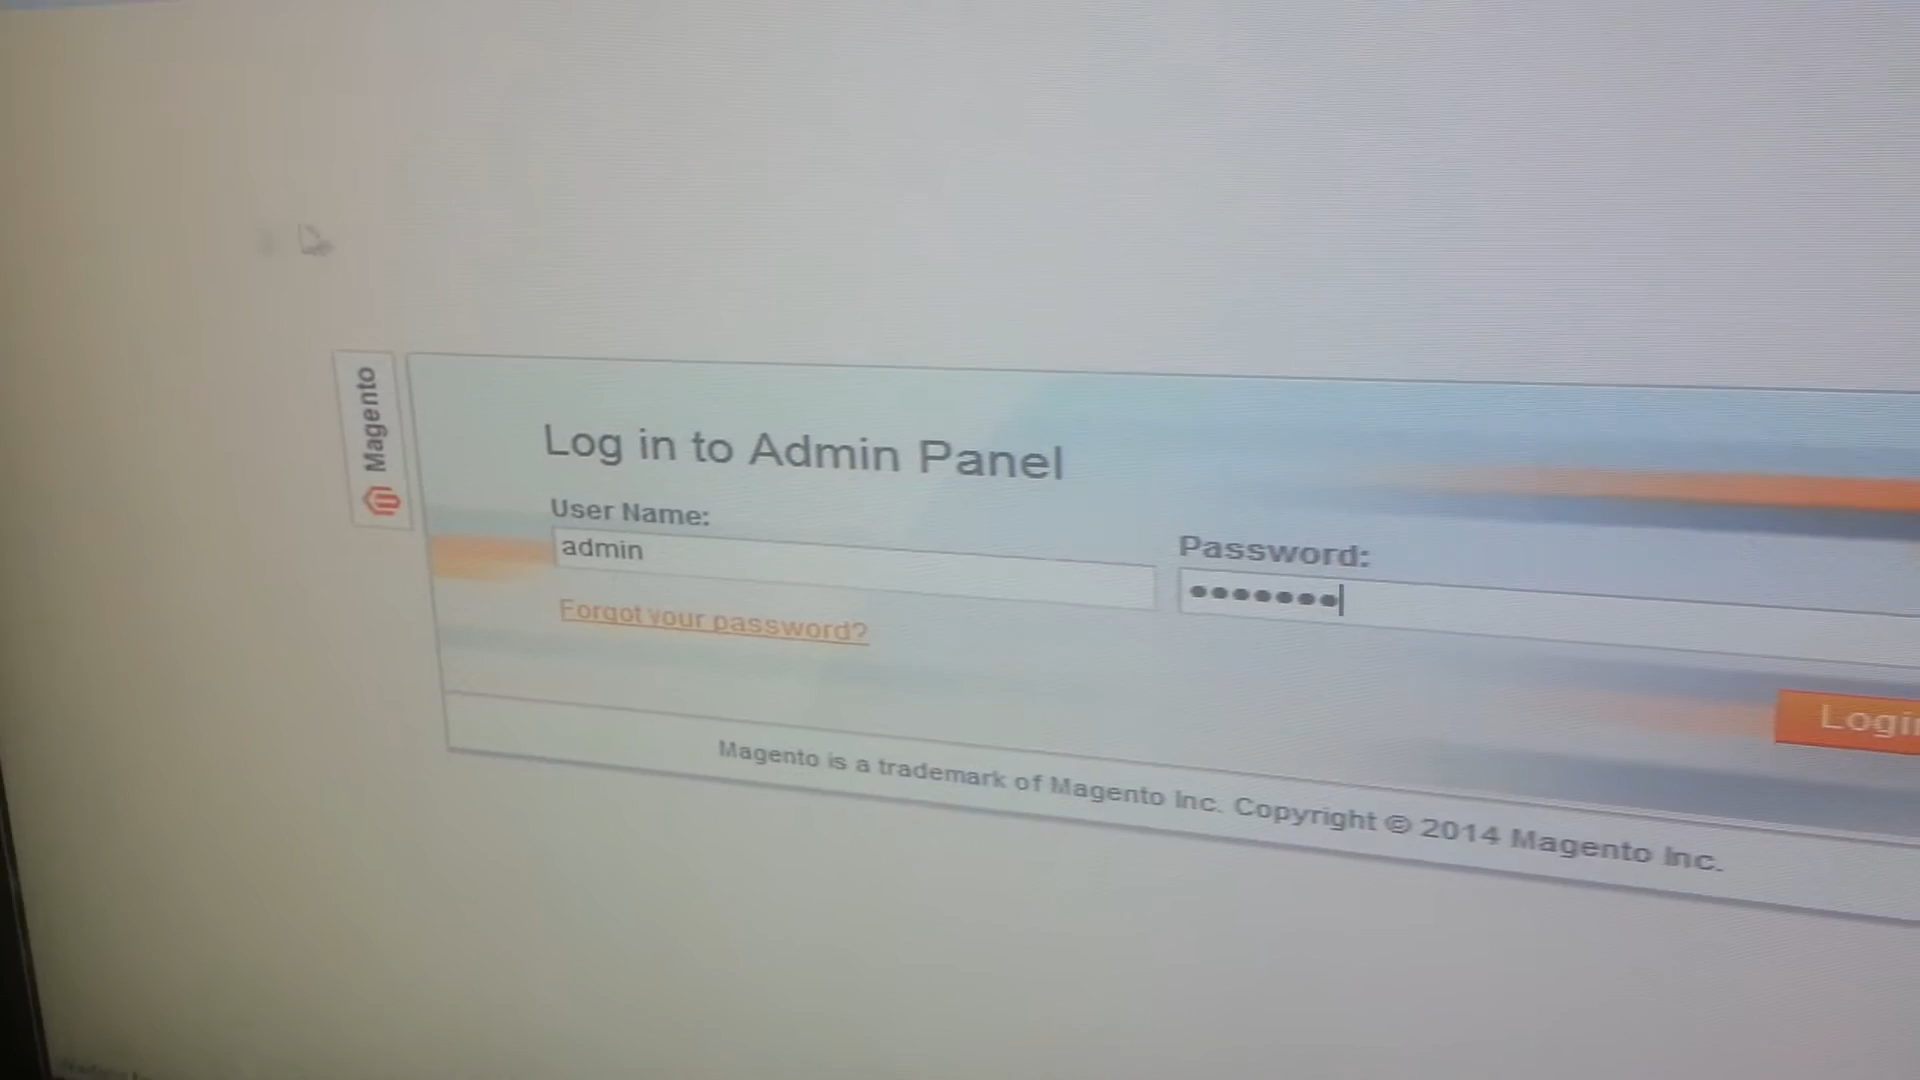 Magento
Log in to Admin Panel
User Name:
admin
Password:
•••••••
Forgot your password?
Login
Magento is a trademark of Magento Inc. Copyright © 2014 Magento Inc.